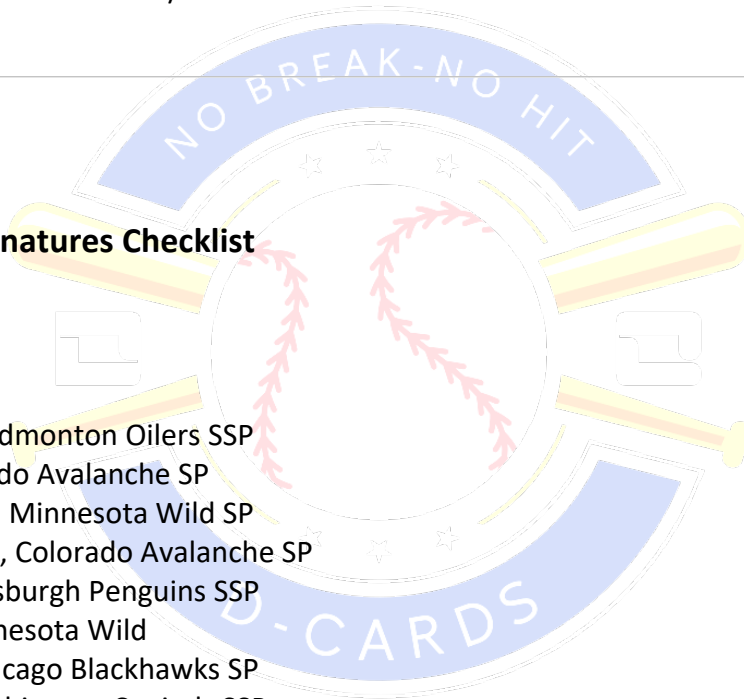 NO BREAK-NO HIT
natures Checklist
dmonton Oilers SSP
do Avalanche SP
Minnesota Wild SP
, Colorado Avalanche SP
sburgh Penguins SSP
nesota Wild
cago Blackhawks SP
D-CARDS